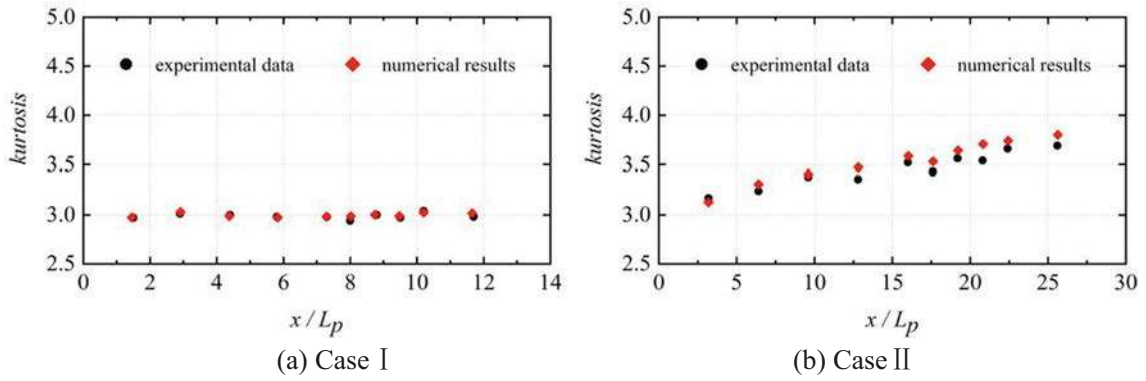 5.0
4.5
4.0
3.5
3.0
2.5
kurtosis
experimental data
numerical results
0 2 4 6 8 10 12 14
x / Lp
(a) Case Ⅰ
5.0
4.5
4.0
3.5
3.0
2.5
kurtosis
experimental data
numerical results
0 5 10 15 20 25 30
x / Lp
(b) Case Ⅱ